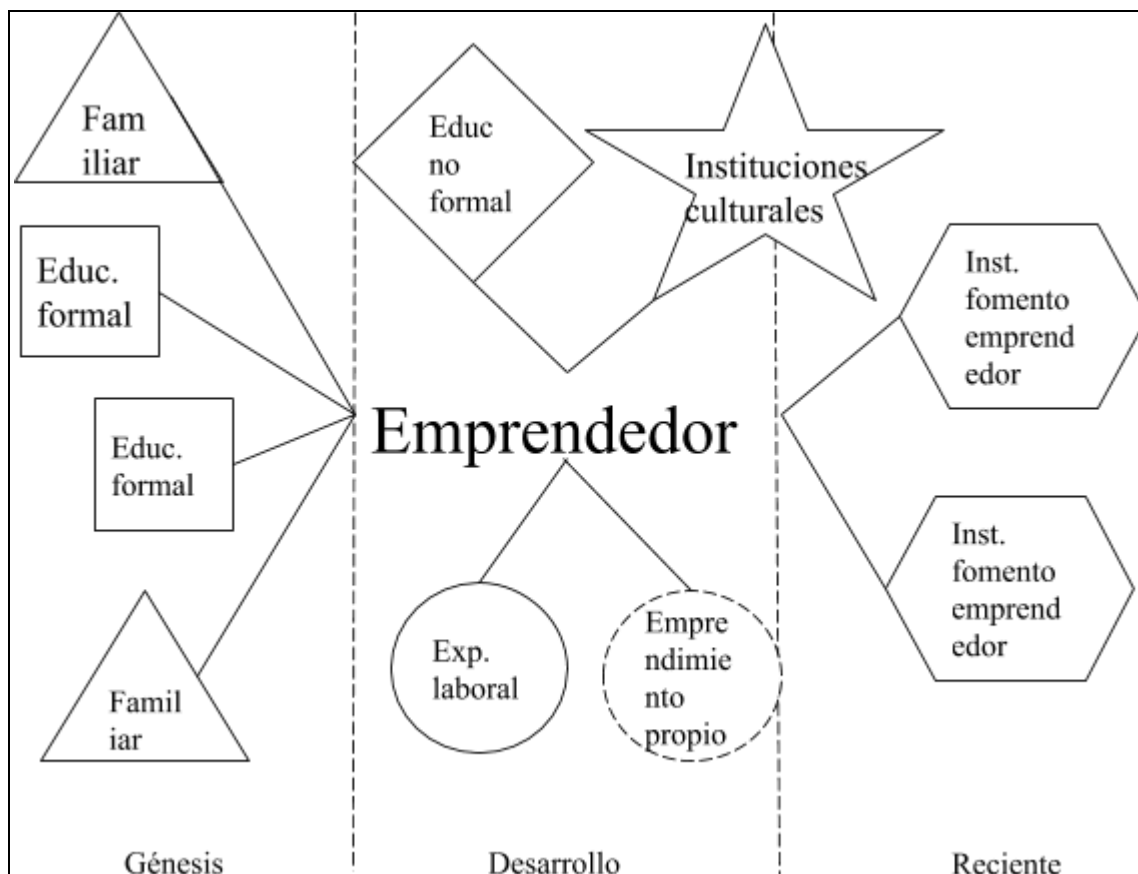 Fam
iliar
Educ.
formal
Educ.
formal
Famil
iar
Educ
no
formal
Instituciones
culturales
Emprendedor
Exp.
laboral
Empre
ndimie
nto
propio
Inst.
fomento
emprend
edor
Inst.
fomento
emprend
edor
Génesis
Desarrollo
Reciente